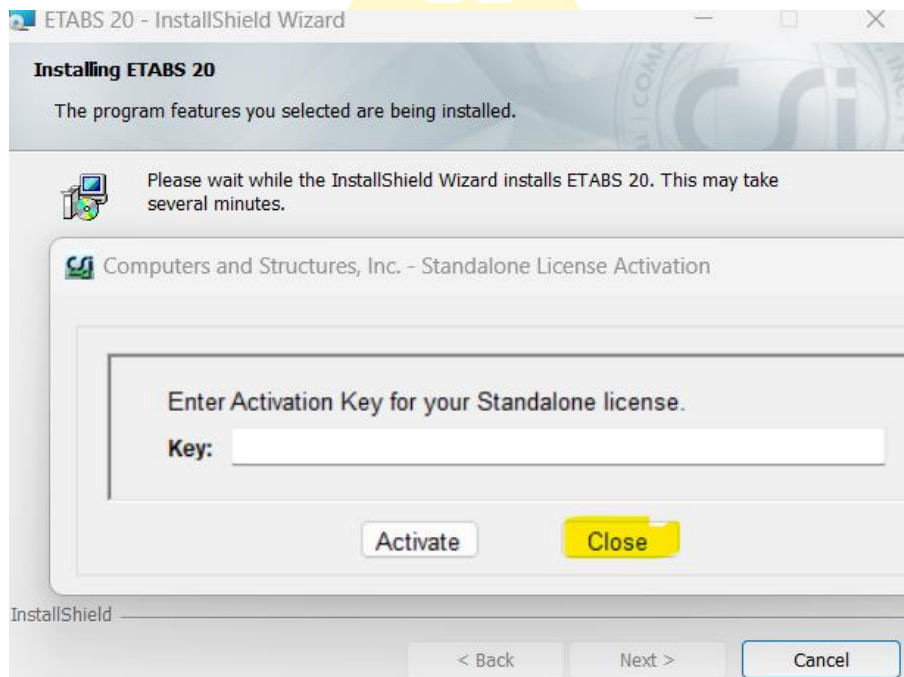 ETABS 20 - InstallShield Wizard
Installing ETABS 20
The program features you selected are being installed.
Please wait while the InstallShield Wizard installs ETABS 20. This may take
several minutes.
Computers and Structures, Inc. - Standalone License Activation
Enter Activation Key for your Standalone license.
Key:
Activate Close
InstallShield
< Back Next > Cancel